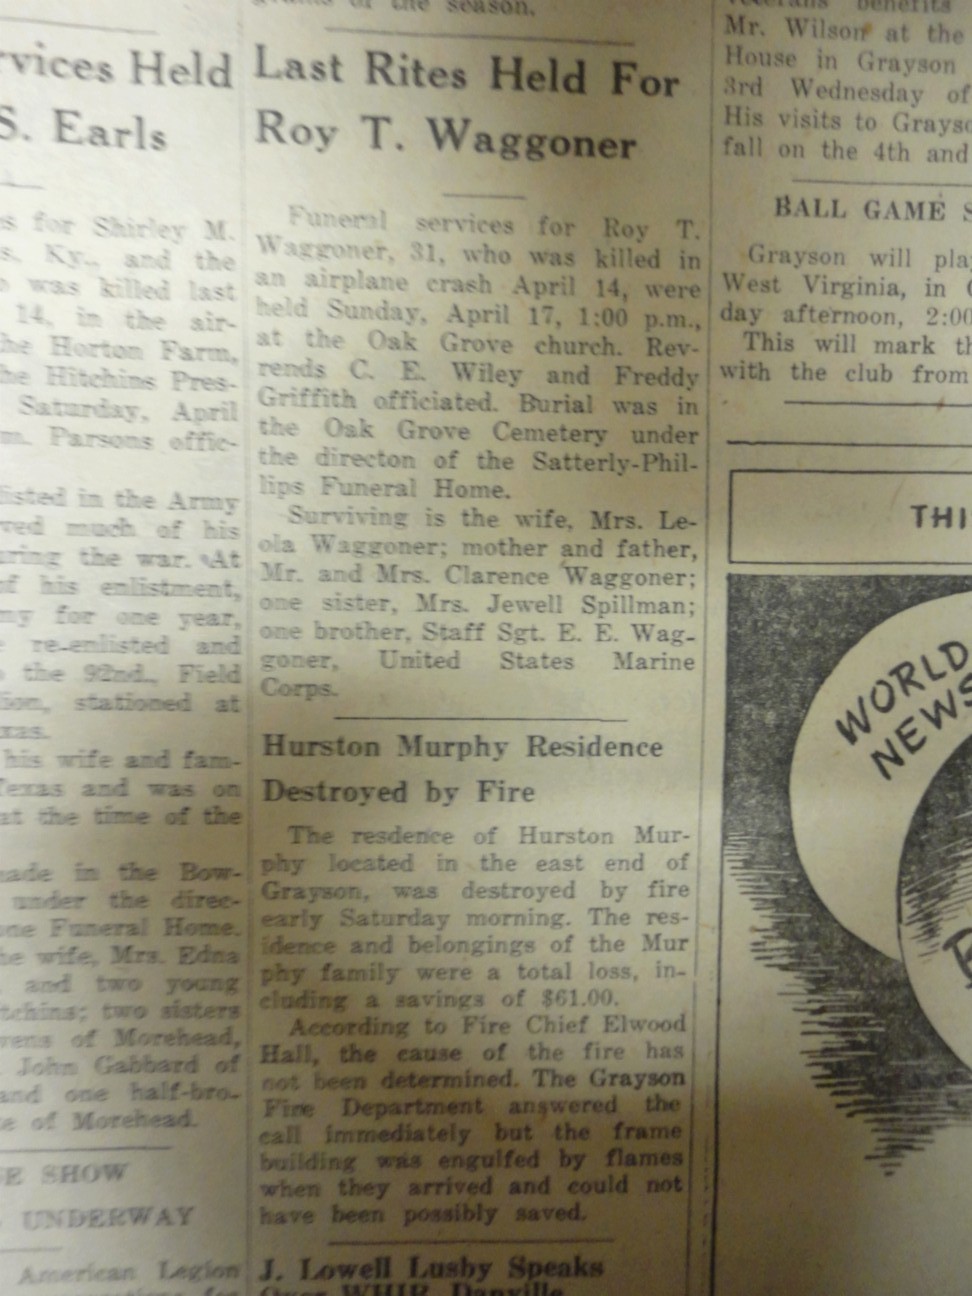 rvices Held
S. Earls
es for Shirley M.
s, Ky., and the
o was killed last
14, in the air-
he Horton Farm,
he Hitchins Pres-
Saturday, April
m. Parsons offic-
listed in the Army
ved much of his
uring the war. At
of his enlistment,
my for one year,
e re-enlisted and
o the 92nd., Field
lion, stationed at
xas.
his wife and fam-
Texas and was on
at the time of the
made in the Bow-
under the direc-
one Funeral Home.
he wife, Mrs. Edna
and two young
tchins; two sisters
vens of Morehead,
John Gabbard of
and one half-bro-
e of Morehead.
E SHOW
UNDERWAY
American Legion
of the season.
Last Rites Held For
Roy T. Waggoner
Funeral services for Roy T.
Waggoner, 31, who was killed in
an airplane crash April 14, were
held Sunday, April 17, 1:00 p.m.,
at the Oak Grove church. Rev-
rends C. E. Wiley and Freddy
Griffith officiated. Burial was in
the Oak Grove Cemetery under
the directon of the Satterly-Phil-
lips Funeral Home.
Surviving is the wife, Mrs. Le-
ola Waggoner; mother and father,
Mr. and Mrs. Clarence Waggoner;
one sister, Mrs. Jewell Spillman;
one brother, Staff Sgt. E. E. Wag-
goner, United States Marine
Corps.
Hurston Murphy Residence
Destroyed by Fire
The resdence of Hurston Mur-
phy located in the east end of
Grayson, was destroyed by fire
early Saturday morning. The res-
idence and belongings of the Mur
phy family were a total loss, in-
cluding a savings of $61.00.
According to Fire Chief Elwood
Hall, the cause of the fire has
not been determined. The Grayson
Fire Department answered the
call immediately but the frame
building was engulfed by flames
when they arrived and could not
have been possibly saved.
J. Lowell Lusby Speaks
Over WHIR, Danville
veterans benefits
Mr. Wilson at the
House in Grayson
3rd Wednesday of
His visits to Grays
fall on the 4th and
BALL GAME S
Grayson will pla
West Virginia, in
day afternoon, 2:00
This will mark th
with the club from
THI
WORLD
NEWS